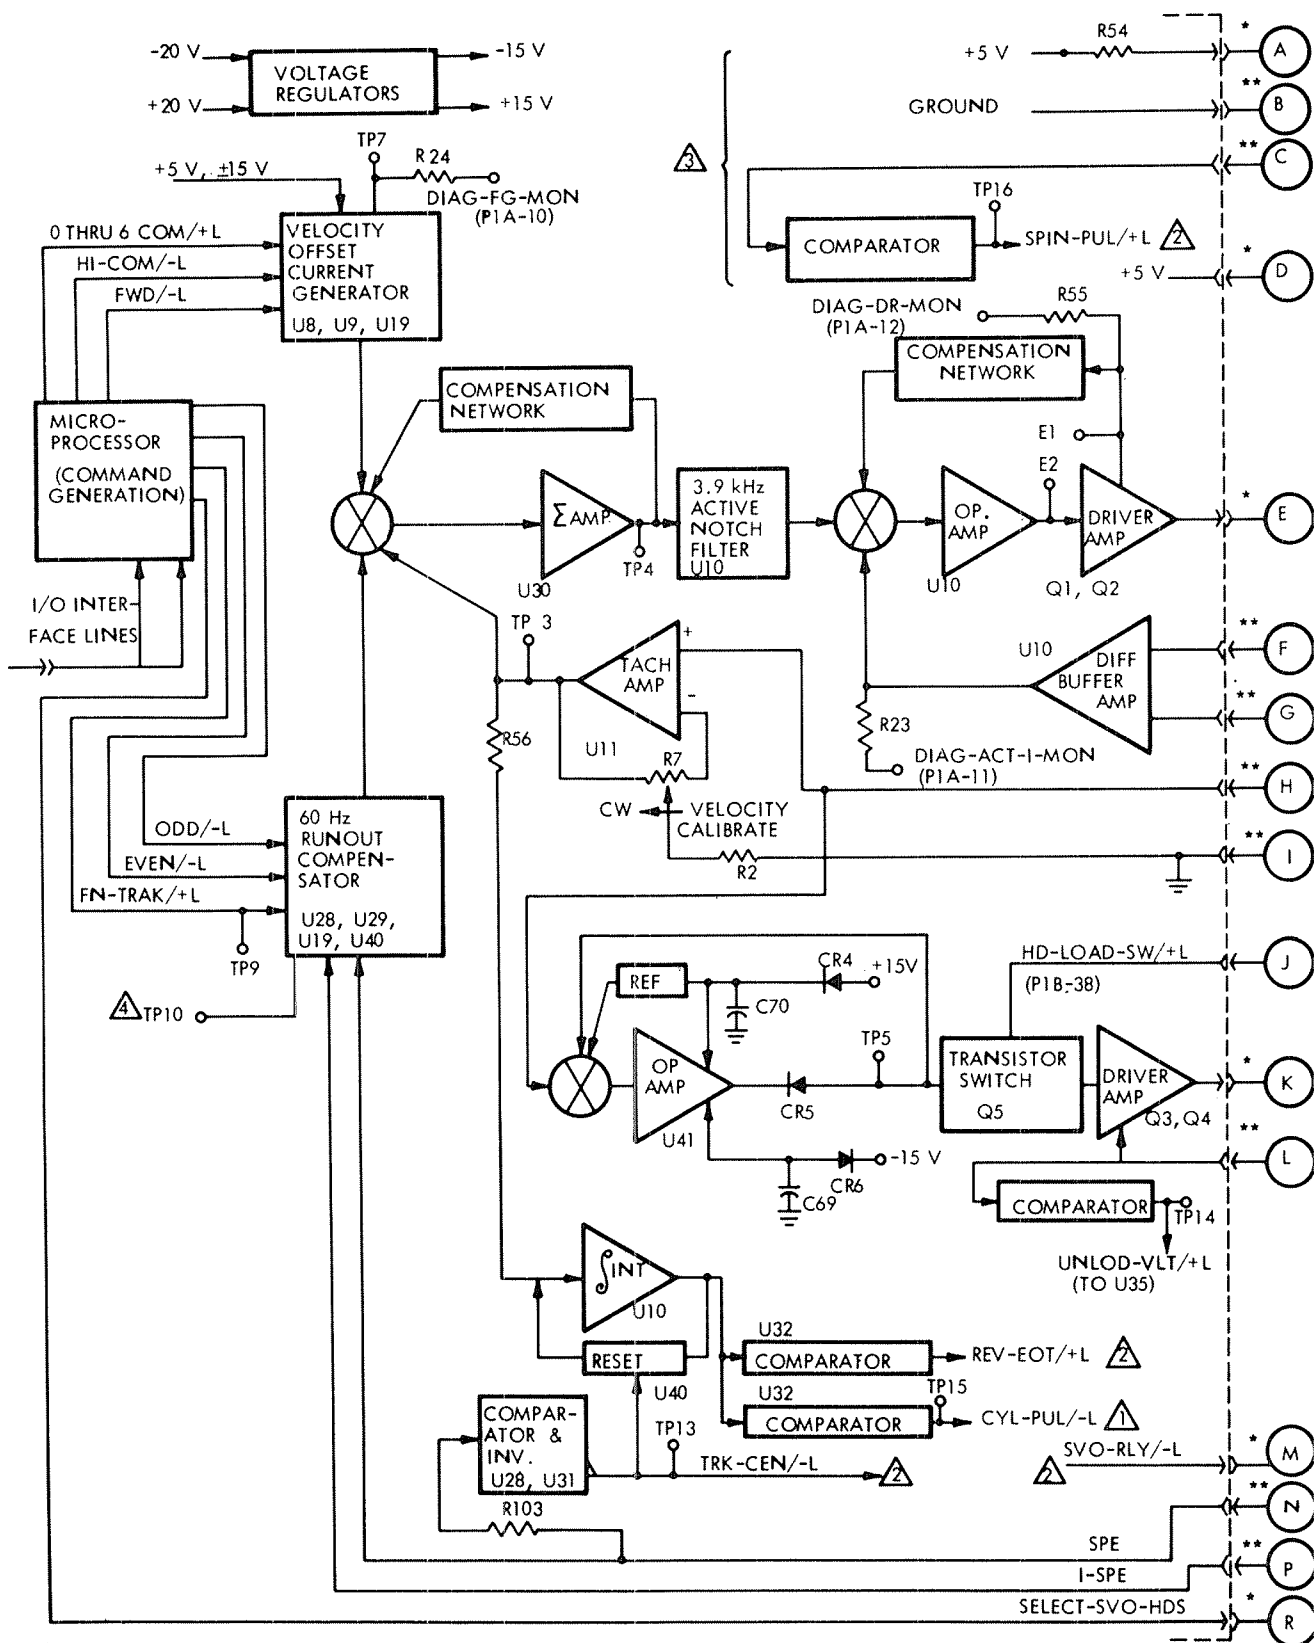 -20 V
-15 V
VOLTAGE
REGULATORS
+20 V
+15 V
+5 V
R54
*
A
GROUND
**
B
**
C
3
TP16
COMPARATOR
SPIN-PUL/+L
2
+5 V
*
D
TP7
+5 V, ±15 V
R 24
DIAG-FG-MON
(P1A-10)
0 THRU 6 COM/+L
HI-COM/-L
FWD/-L
VELOCITY
OFFSET
CURRENT
GENERATOR
U8, U9, U19
DIAG-DR-MON
(P1A-12)
R55
COMPENSATION
NETWORK
COMPENSATION
NETWORK
MICRO-
PROCESSOR
(COMMAND
GENERATION)
E1
E2
Σ AMP
U30
TP4
3.9 kHz
ACTIVE
NOTCH
FILTER
U10
OP.
AMP
U10
DRIVER
AMP
Q1, Q2
*
E
I/O INTER-
FACE LINES
TP 3
TACH
AMP
+
-
U11
U10
DIFF
BUFFER
AMP
**
F
**
G
R56
R7
R23
DIAG-ACT-I-MON
(P1A-11)
**
H
CW
VELOCITY
CALIBRATE
R2
**
I
ODD/-L
EVEN/-L
FN-TRAK/+L
TP9
60 Hz
RUNOUT
COMPEN-
SATOR
U28, U29,
U19, U40
4
TP10
REF
CR4
+15V
C70
HD-LOAD-SW/+L
(P1B-38)
*
J
OP
AMP
U41
CR5
TP5
TRANSISTOR
SWITCH
Q5
DRIVER
AMP
Q3, Q4
*
K
-15 V
CR6
C69
**
L
COMPARATOR
TP14
UNLOD-VLT/+L
(TO U35)
∫ INT
U10
RESET
U40
U32
COMPARATOR
REV-EOT/+L
2
U32
COMPARATOR
TP15
CYL-PUL/-L
1
COMPAR-
ATOR &
INV.
U28, U31
TP13
TRK-CEN/-L
2
2
SVO-RLY/-L
*
M
R103
SPE
**
N
I-SPE
**
P
SELECT-SVO-HDS
*
R